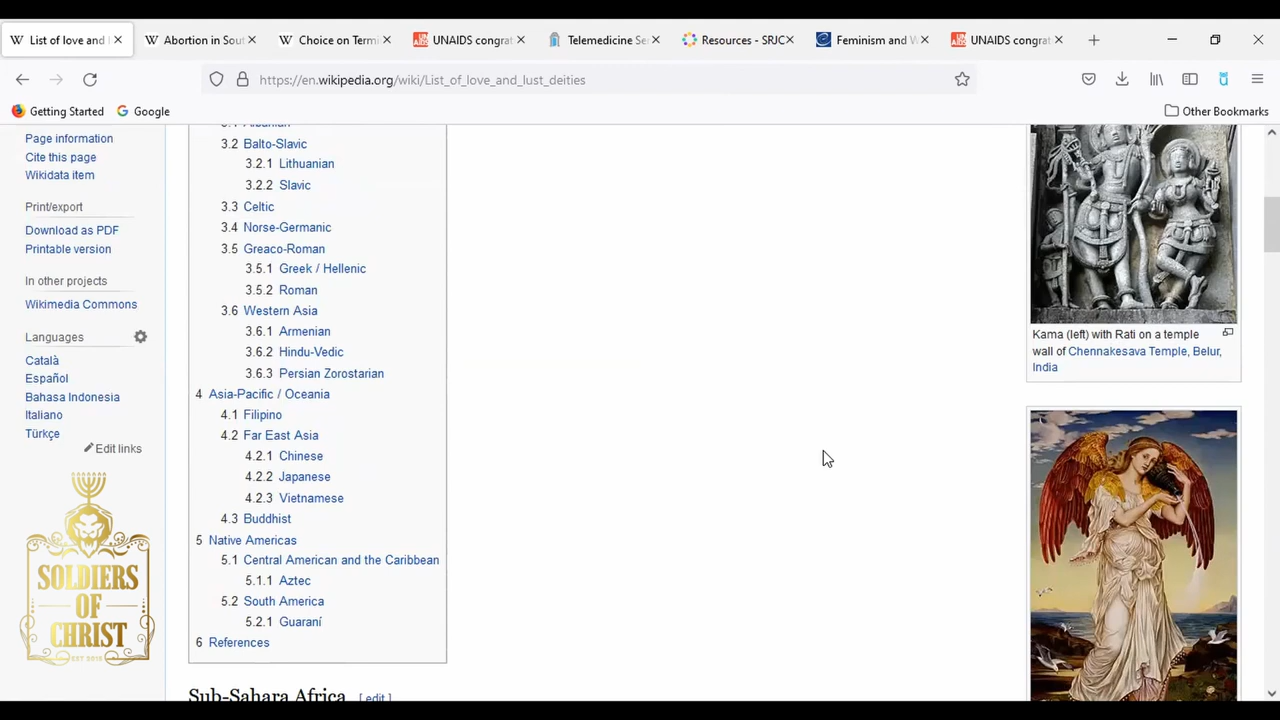 List of love and
Abortion in Sout
Choice on Termi
UNAIDS congrat
Telemedicine Se
Resources - SRJC
Feminism and W
UNAIDS congrat
https://en.wikipedia.org/wiki/List_of_love_and_lust_deities
Getting Started
Google
Other Bookmarks
Page information
Cite this page
Wikidata item
Print/export
Download as PDF
Printable version
In other projects
Wikimedia Commons
Languages
Català
Español
Bahasa Indonesia
Italiano
Türkçe
Edit links
SOLDIERS
OF
CHRIST
3.1 Albanian
3.2 Balto-Slavic
3.2.1 Lithuanian
3.2.2 Slavic
3.3 Celtic
3.4 Norse-Germanic
3.5 Greaco-Roman
3.5.1 Greek / Hellenic
3.5.2 Roman
3.6 Western Asia
3.6.1 Armenian
3.6.2 Hindu-Vedic
3.6.3 Persian Zorostarian
4 Asia-Pacific / Oceania
4.1 Filipino
4.2 Far East Asia
4.2.1 Chinese
4.2.2 Japanese
4.2.3 Vietnamese
4.3 Buddhist
5 Native Americas
5.1 Central American and the Caribbean
5.1.1 Aztec
5.2 South America
5.2.1 Guaraní
6 References
Sub-Sahara Africa [ edit ]
Kama (left) with Rati on a temple
wall of Chennakesava Temple, Belur,
India